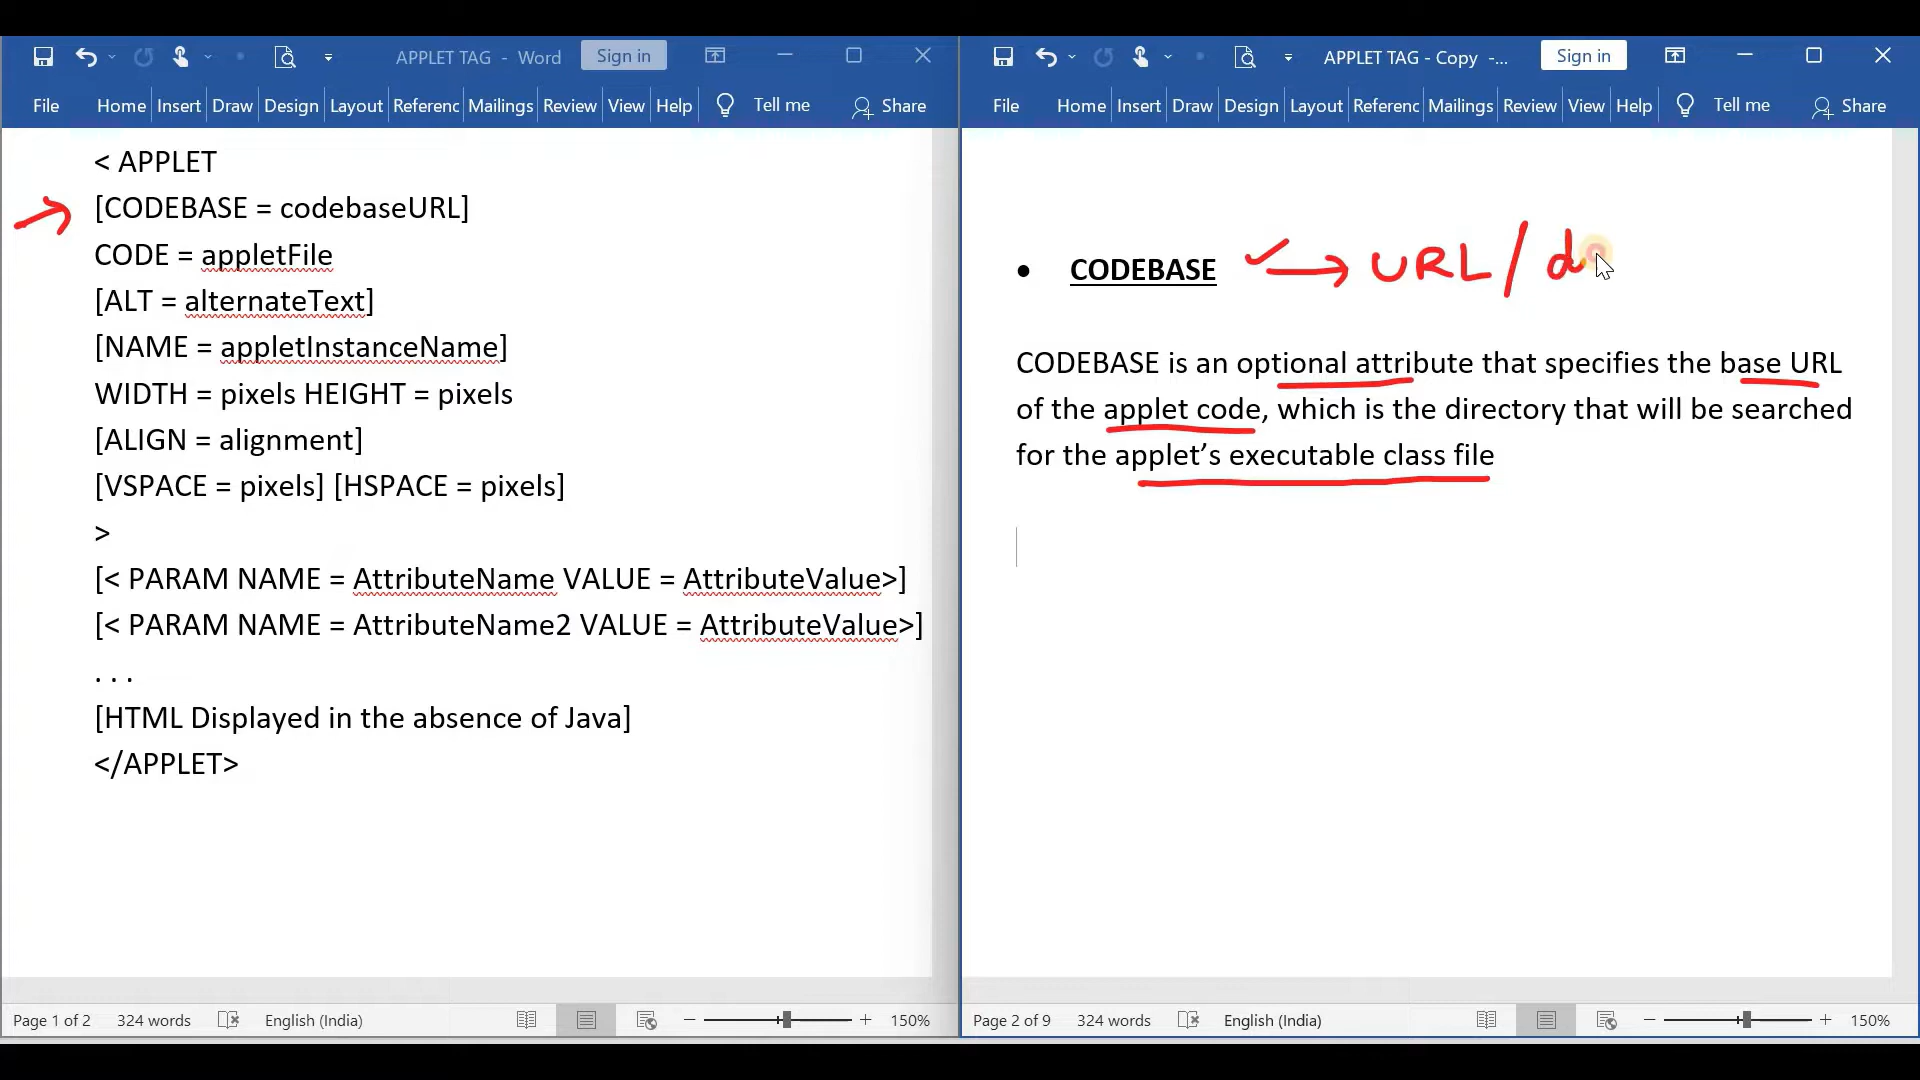 APPLET TAG - Word Sign in
File Home Insert Draw Design Layout Referenc Mailings Review View Help Tell me Share
< APPLET
[CODEBASE = codebaseURL]
CODE = appletFile
[ALT = alternateText]
[NAME = appletInstanceName]
WIDTH = pixels HEIGHT = pixels
[ALIGN = alignment]
[VSPACE = pixels] [HSPACE = pixels]
>
[< PARAM NAME = AttributeName VALUE = AttributeValue>]
[< PARAM NAME = AttributeName2 VALUE = AttributeValue>]
. . .
[HTML Displayed in the absence of Java]
</APPLET>
Page 1 of 2 324 words English (India) 150%
APPLET TAG - Copy -... Sign in
File Home Insert Draw Design Layout Referenc Mailings Review View Help Tell me Share
• CODEBASE → URL / d
CODEBASE is an optional attribute that specifies the base URL
of the applet code, which is the directory that will be searched
for the applet’s executable class file
Page 2 of 9 324 words English (India) 150%